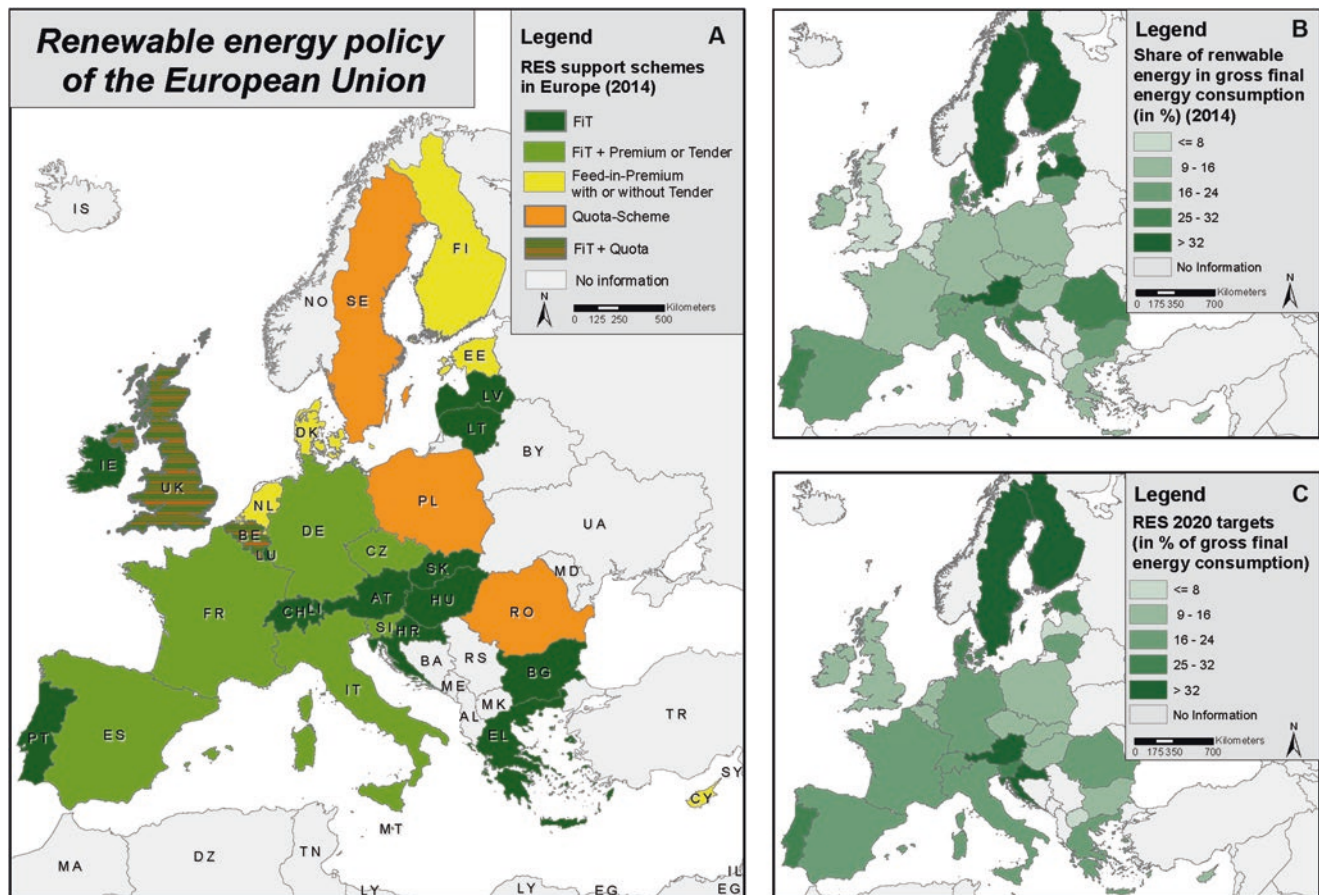 Renewable energy policy
of the European Union
Legend
A
RES support schemes
in Europe (2014)
FiT
FiT + Premium or Tender
Feed-in-Premium
with or without Tender
Quota-Scheme
FiT + Quota
No information
N
Kilometers
0 125 250 500
IS
NO
SE
FI
EE
LV
LT
DK
IE
UK
NL
BE
LU
DE
PL
BY
UA
CZ
SK
MD
FR
CH
LI
AT
HU
RO
SI
HR
BA
RS
BG
IT
ME
MK
AL
TR
PT
ES
EL
SY
CY
MT
MA
DZ
TN
LY
LY
EG
EG
IL
Legend
B
Share of renwable
energy in gross final
energy consumption
(in %) (2014)
<= 8
9 - 16
16 - 24
25 - 32
> 32
No Information
N
Kilometers
0 175 350 700
Legend
C
RES 2020 targets
(in % of gross final
energy consumption)
<= 8
9 - 16
16 - 24
25 - 32
> 32
No Information
N
Kilometers
0 175 350 700